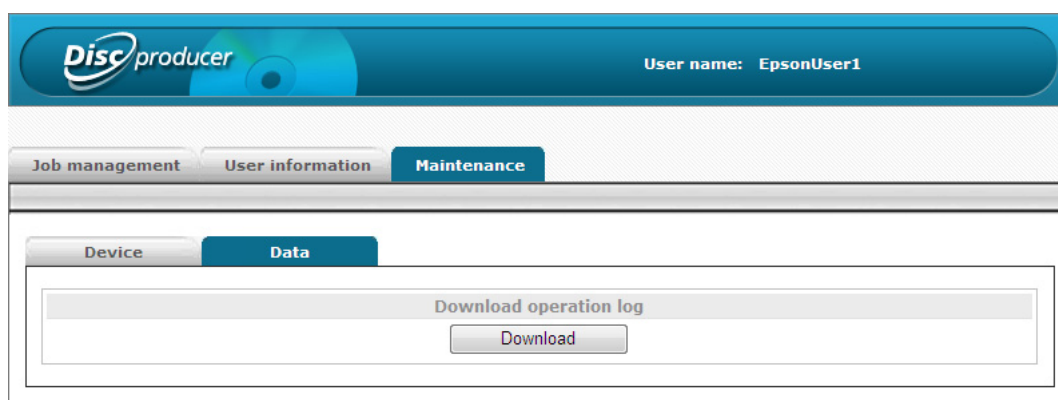 Disc producer
User name: EpsonUser1
Job management User information Maintenance
Device Data
Download operation log
Download